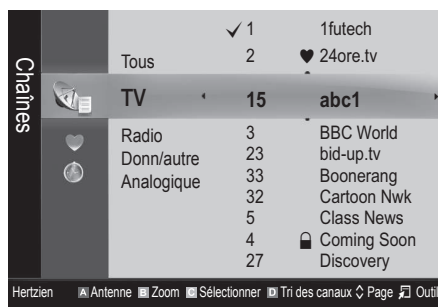 Chaînes
✓ 1 1futech
Tous 2 ♥ 24ore.tv
TV 15 abc1
Radio 3 BBC World
Donn/autre 23 bid-up.tv
Analogique 33 Boonerang
32 Cartoon Nwk
5 Class News
4 Coming Soon
27 Discovery
Hertzien A Antenne B Zoom C Sélectionner D Tri des canaux Page Outil